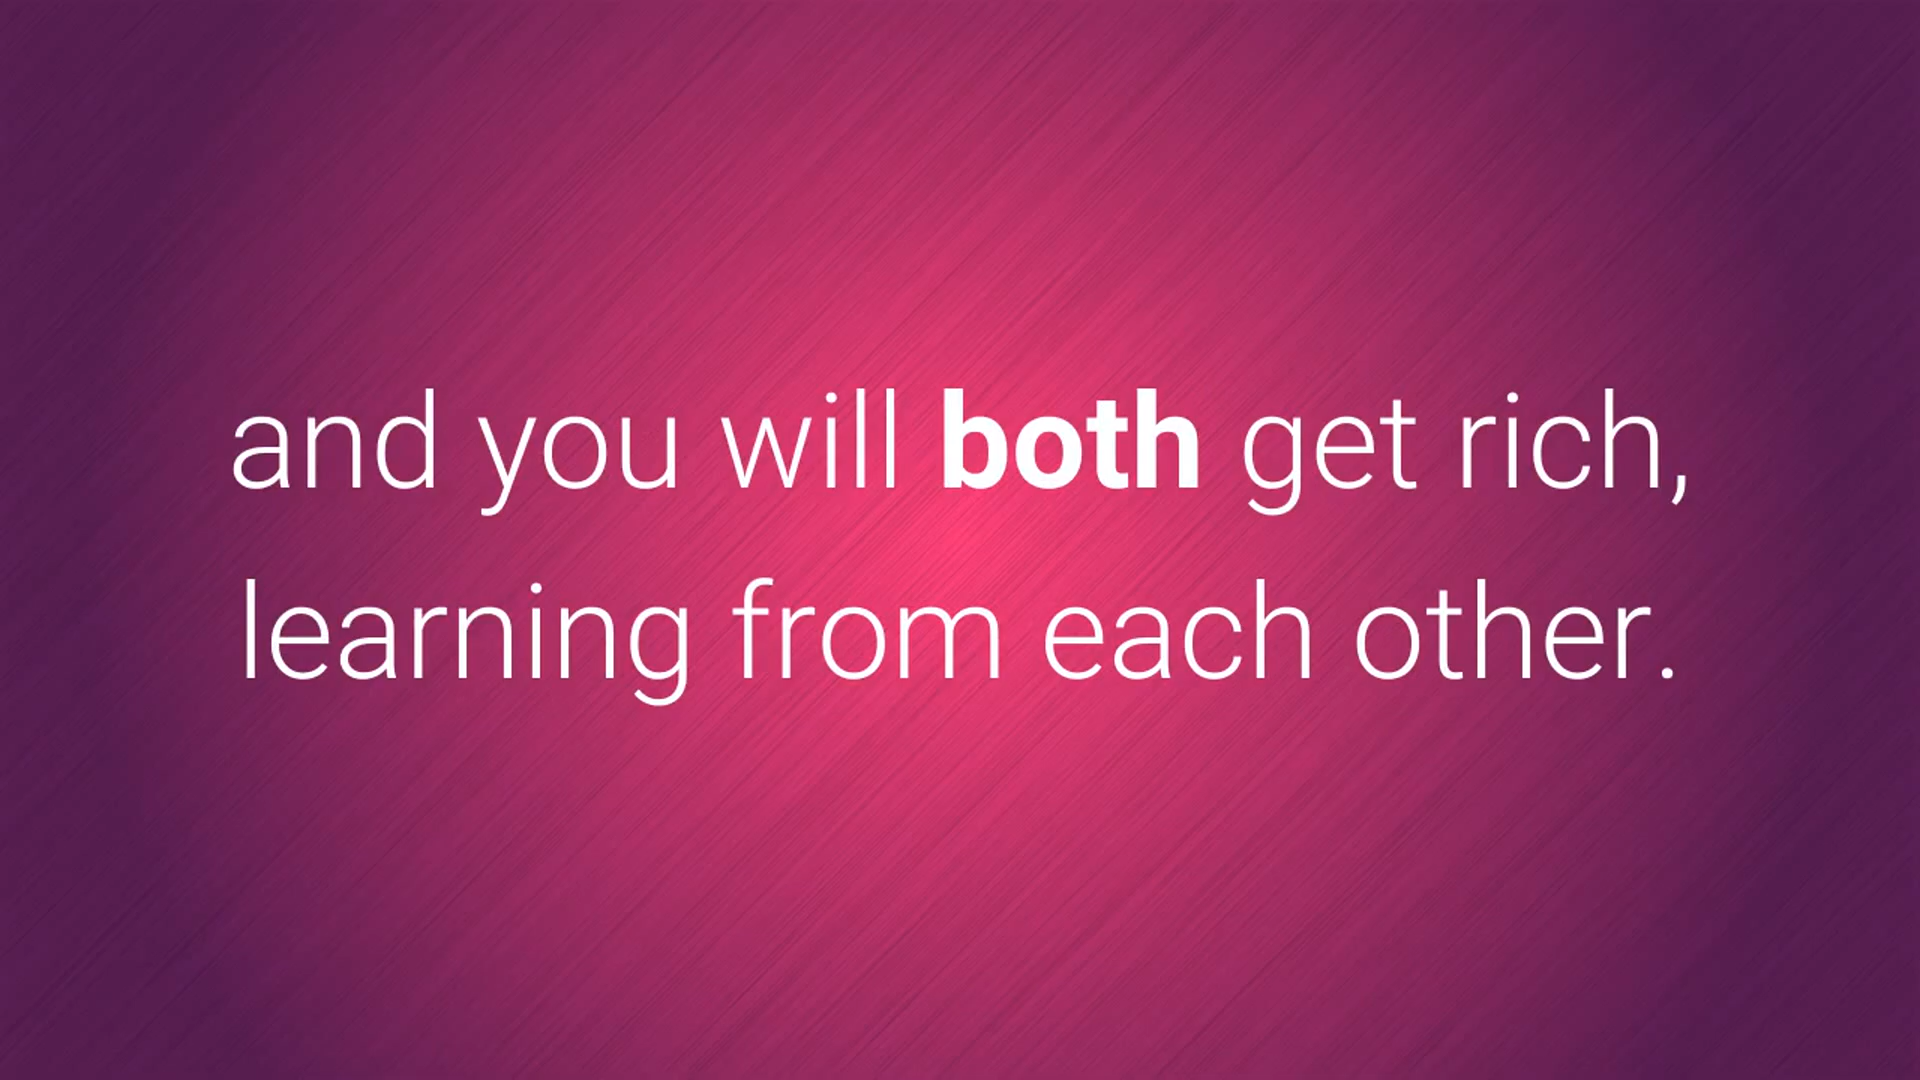 and you will both get rich,
learning from each other.